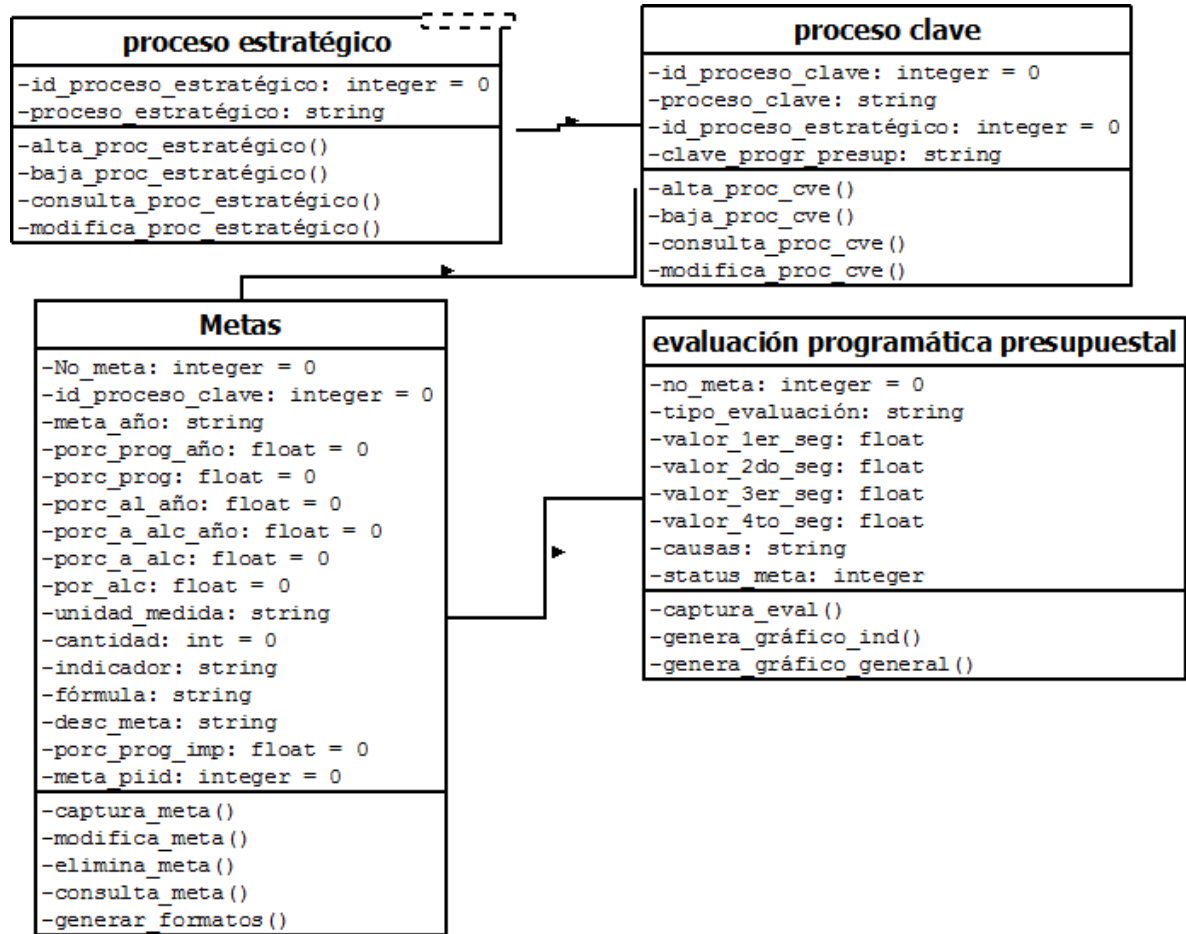 proceso estratégico
-id_proceso_estratégico: integer = 0
-proceso_estratégico: string
-alta_proc_estratégico()
-baja_proc_estratégico()
-consulta_proc_estratégico()
-modifica_proc_estratégico()
proceso clave
-id_proceso_clave: integer = 0
-proceso_clave: string
-id_proceso_estratégico: integer = 0
-clave_progr_presup: string
-alta_proc_cve()
-baja_proc_cve()
-consulta_proc_cve()
-modifica_proc_cve()
Metas
-No_meta: integer = 0
-id_proceso_clave: integer = 0
-meta_año: string
-porc_prog_año: float = 0
-porc_prog: float = 0
-porc_al_año: float = 0
-porc_a_alc_año: float = 0
-porc_a_alc: float = 0
-por_alc: float = 0
-unidad_medida: string
-cantidad: int = 0
-indicador: string
-fórmula: string
-desc_meta: string
-porc_prog_imp: float = 0
-meta_piid: integer = 0
-captura_meta()
-modifica_meta()
-elimina_meta()
-consulta_meta()
-generar_formatos()
evaluación programática presupuestal
-no_meta: integer = 0
-tipo_evaluación: string
-valor_1er_seg: float
-valor_2do_seg: float
-valor_3er_seg: float
-valor_4to_seg: float
-causas: string
-status_meta: integer
-captura_eval()
-genera_gráfico_ind()
-genera_gráfico_general()